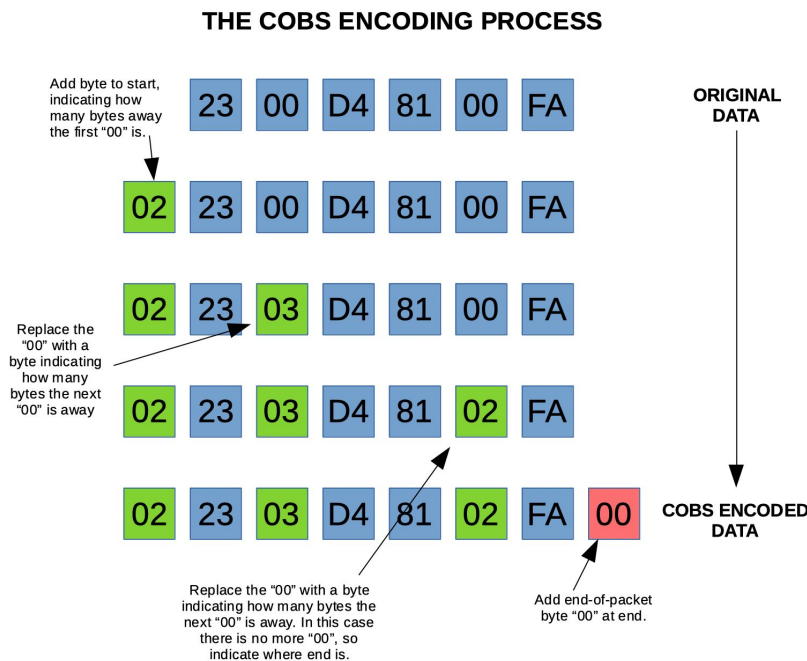 THE COBS ENCODING PROCESS
Add byte to start,
indicating how
many bytes away
the first “00” is.
23 00 D4 81 00 FA
ORIGINAL
DATA
02 23 00 D4 81 00 FA
02 23 03 D4 81 00 FA
Replace the
“00” with a
byte indicating
how many
bytes the next
“00” is away
02 23 03 D4 81 02 FA
02 23 03 D4 81 02 FA 00
COBS ENCODED
DATA
Replace the “00” with a byte
indicating how many bytes the
next “00” is away. In this case
there is no more “00”, so
indicate where end is.
Add end-of-packet
byte “00” at end.